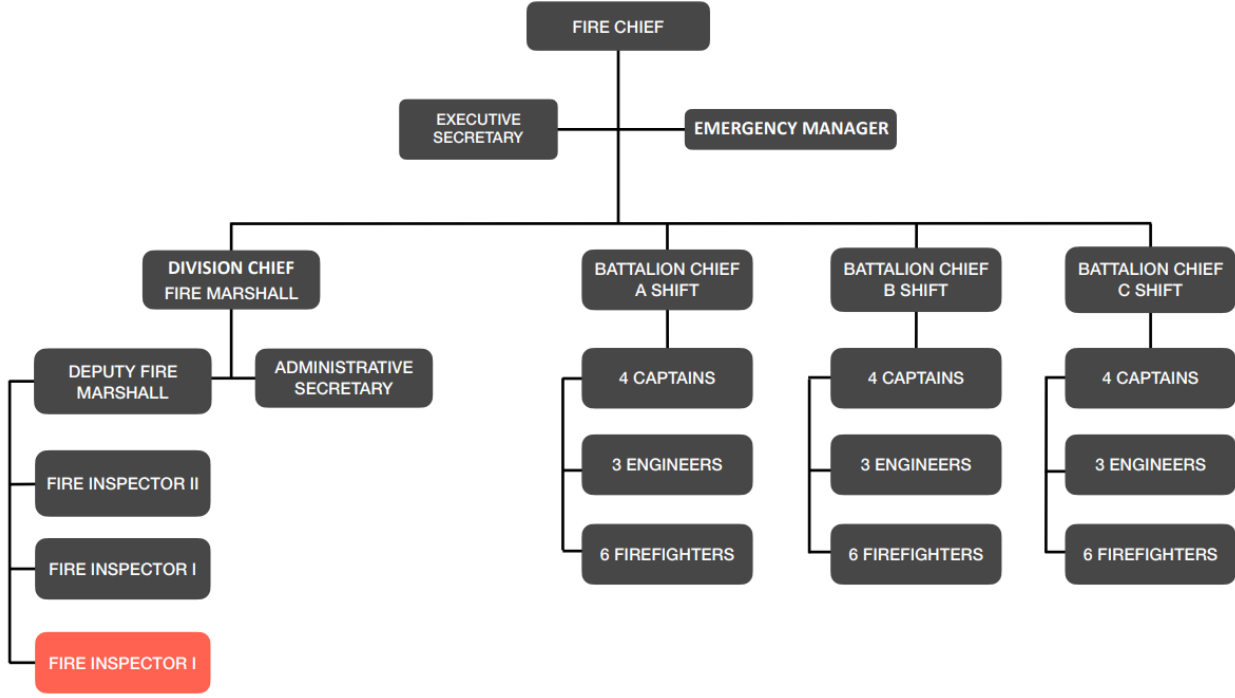 FIRE CHIEF
EXECUTIVE
SECRETARY
EMERGENCY MANAGER
DIVISION CHIEF
FIRE MARSHALL
BATTALION CHIEF
A SHIFT
BATTALION CHIEF
B SHIFT
BATTALION CHIEF
C SHIFT
DEPUTY FIRE
MARSHALL
ADMINISTRATIVE
SECRETARY
4 CAPTAINS
4 CAPTAINS
4 CAPTAINS
FIRE INSPECTOR II
3 ENGINEERS
3 ENGINEERS
3 ENGINEERS
FIRE INSPECTOR I
6 FIREFIGHTERS
6 FIREFIGHTERS
6 FIREFIGHTERS
FIRE INSPECTOR I